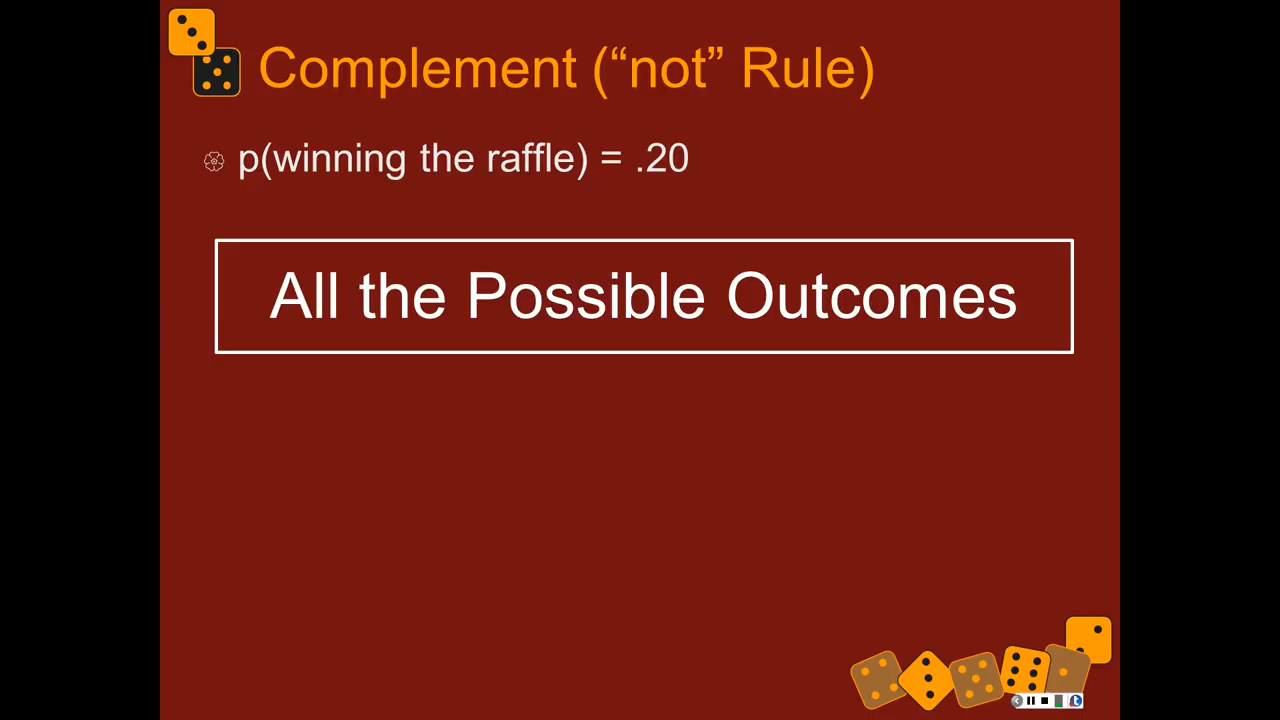 Complement (“not” Rule)
p(winning the raffle) = .20
All the Possible Outcomes